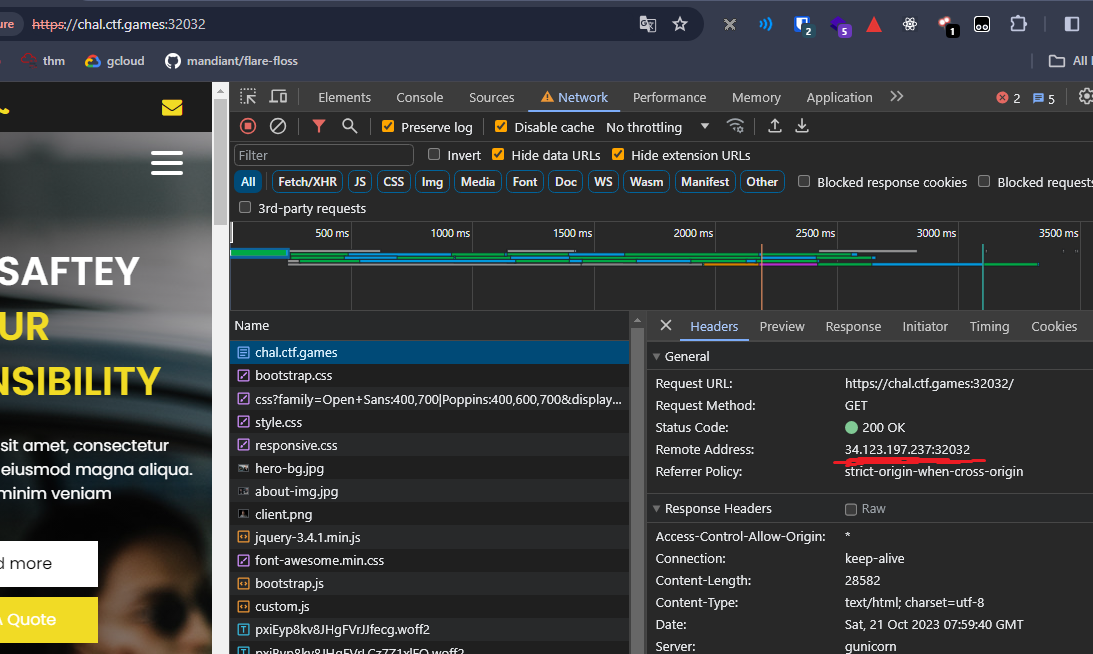 ure https://chal.ctf.games:32032 2 5 1
thm gcloud mandiant/flare-floss All
Elements Console Sources Network Performance Memory Application 2 5
Preserve log Disable cache No throttling
Filter Invert Hide data URLs Hide extension URLs
All Fetch/XHR JS CSS Img Media Font Doc WS Wasm Manifest Other Blocked response cookies Blocked requests
3rd-party requests
500 ms 1000 ms 1500 ms 2000 ms 2500 ms 3000 ms 3500 ms
SAFTEY
UR
NSIBILITY
sit amet, consectetur
eiusmod magna aliqua.
minim veniam
d more
A Quote
Name
chal.ctf.games
bootstrap.css
css?family=Open+Sans:400,700|Poppins:400,600,700&display...
style.css
responsive.css
hero-bg.jpg
about-img.jpg
client.png
jquery-3.4.1.min.js
font-awesome.min.css
bootstrap.js
custom.js
pxiEyp8kv8JHgFVrJJfecg.woff2
Headers Preview Response Initiator Timing Cookies
General
Request URL: https://chal.ctf.games:32032/
Request Method: GET
Status Code: 200 OK
Remote Address: 34.123.197.237:32032
Referrer Policy: strict-origin-when-cross-origin
Response Headers Raw
Access-Control-Allow-Origin: *
Connection: keep-alive
Content-Length: 28582
Content-Type: text/html; charset=utf-8
Date: Sat, 21 Oct 2023 07:59:40 GMT
Server: gunicorn